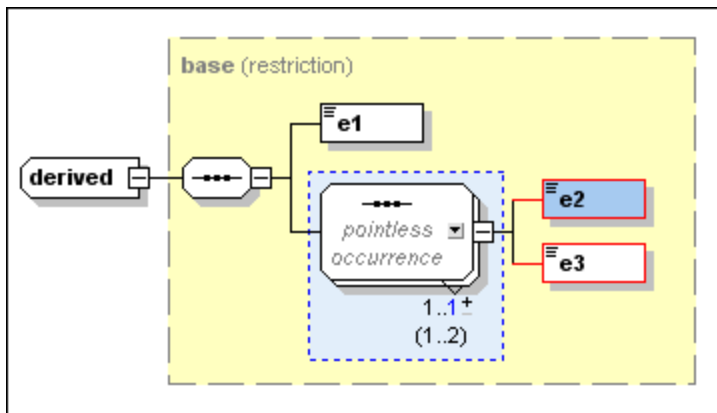 base (restriction)
e1
derived
pointless
occurrence
e2
e3
1..1
(1..2)